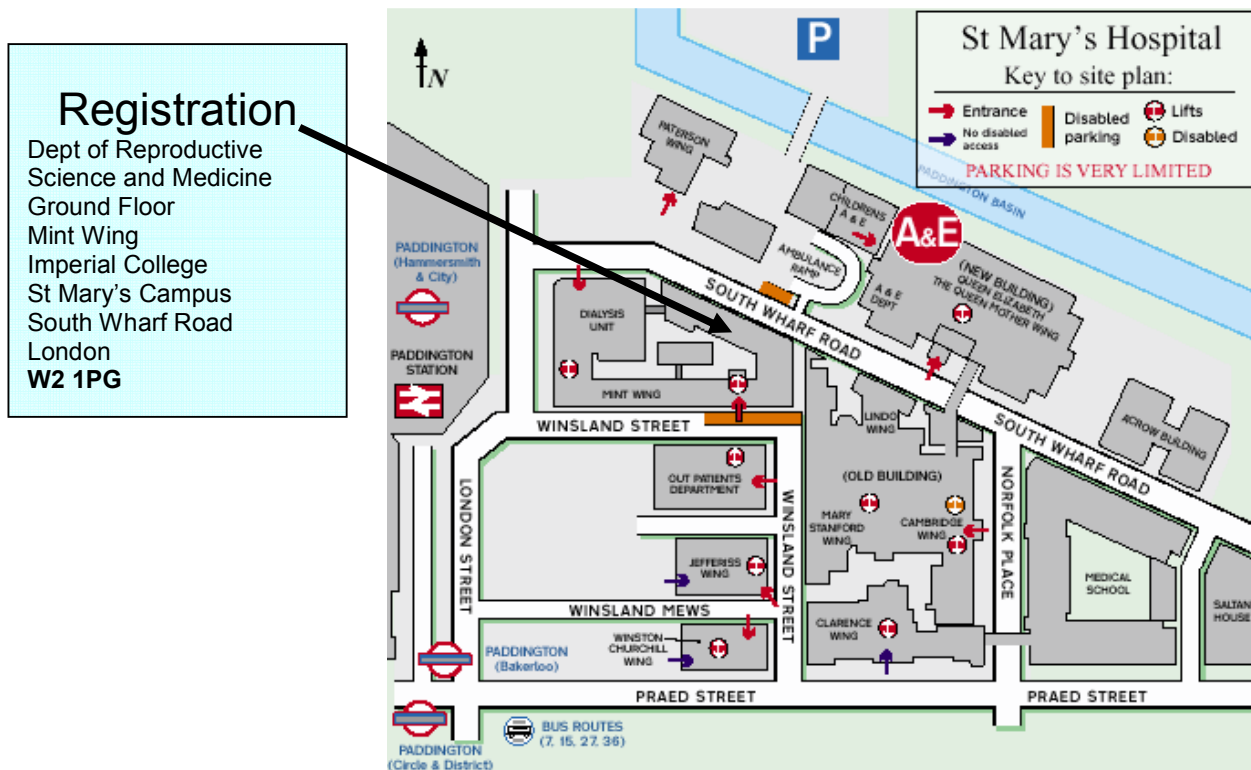 Registration
Dept of Reproductive
Science and Medicine
Ground Floor
Mint Wing
Imperial College
St Mary's Campus
South Wharf Road
London
W2 1PG
N
P
St Mary's Hospital
Key to site plan:
Entrance
No disabled
access
Disabled
parking
Lifts
Disabled
PARKING IS VERY LIMITED
PADDINGTON BASIN
PATERSON
WING
CHILDRENS
A & E
A&E
AMBULANCE
RAMP
A & E
DEPT
(NEW BUILDING)
QUEEN ELIZABETH
THE QUEEN MOTHER WING
PADDINGTON
(Hammersmith
& City)
PADDINGTON
STATION
SOUTH WHARF ROAD
DIALYSIS
UNIT
MINT WING
WINSLAND STREET
LINDO
WING
(OLD BUILDING)
SOUTH WHARF ROAD
ACROW BUILDING
OUT PATIENTS
DEPARTMENT
LONDON STREET
WINSLAND STREET
MARY
STANFORD
WING
CAMBRIDGE
WING
NORFOLK PLACE
JEFFERISS
WING
MEDICAL
SCHOOL
SALTAN
HOUSE
WINSLAND MEWS
CLARENCE
WING
WINSTON
CHURCHILL
WING
PADDINGTON
(Bakerloo)
PRAED STREET
PRAED STREET
BUS ROUTES
(7, 15, 27, 36)
PADDINGTON
(Circle & District)